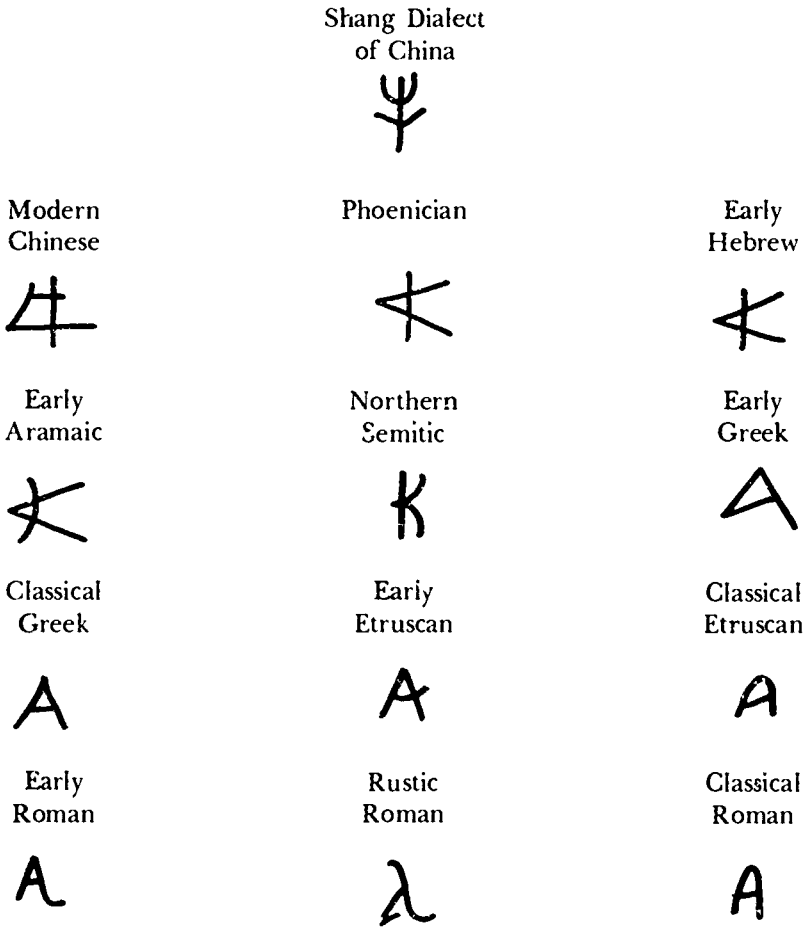 Shang Dialect
of China
Modern
Chinese
Phoenician
Early
Hebrew
Early
Aramaic
Northern
Semitic
Early
Greek
Classical
Greek
Early
Etruscan
Classical
Etruscan
Early
Roman
Rustic
Roman
Classical
Roman